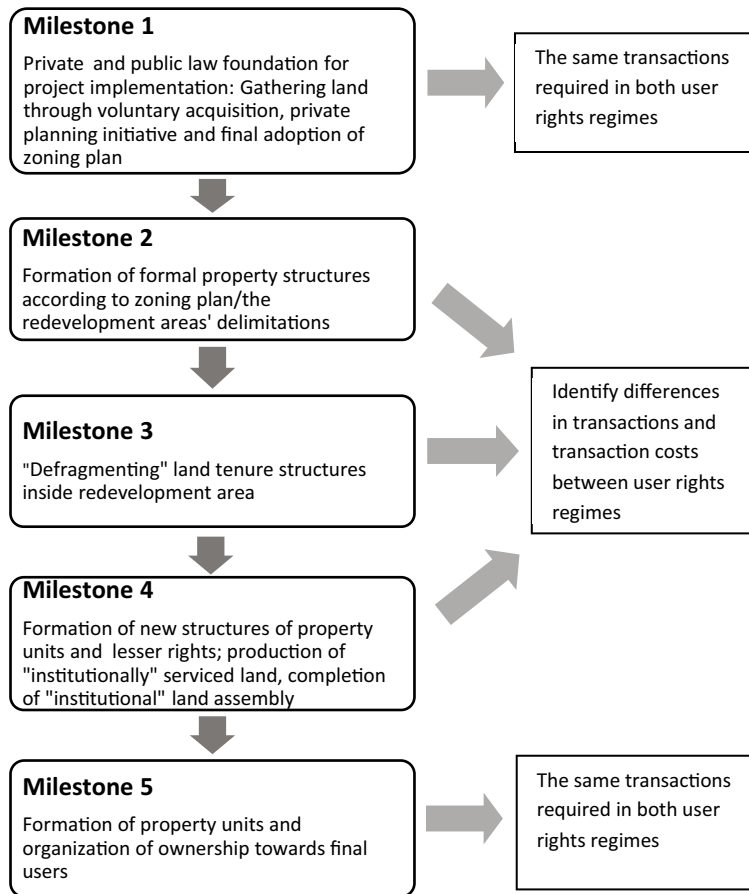 Milestone 1
Private and public law foundation for
project implementation: Gathering land
through voluntary acquisition, private
planning initiative and final adoption of
zoning plan
The same transactions
required in both user
rights regimes
Milestone 2
Formation of formal property structures
according to zoning plan/the
redevelopment areas' delimitations
Milestone 3
"Defragmenting" land tenure structures
inside redevelopment area
Identify differences
in transactions and
transaction costs
between user rights
regimes
Milestone 4
Formation of new structures of property
units and lesser rights; production of
"institutionally" serviced land, completion
of "institutional" land assembly
Milestone 5
Formation of property units and
organization of ownership towards final
users
The same transactions
required in both user
rights regimes